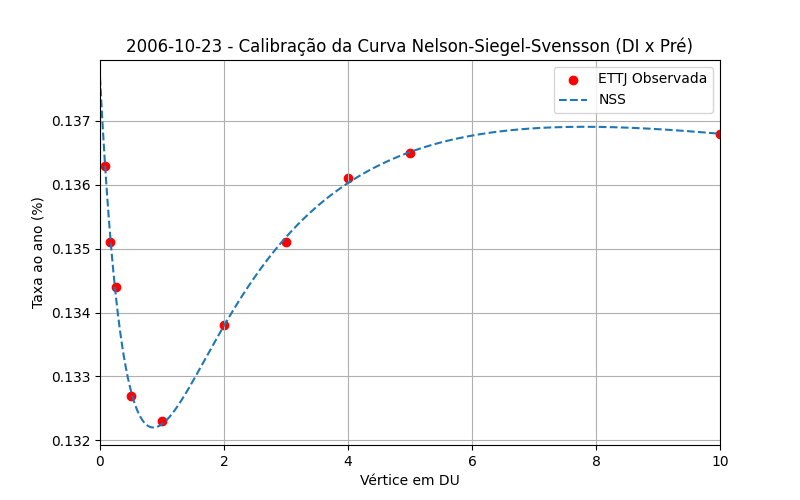 2006-10-23 - Calibração da Curva Nelson-Siegel-Svensson (DI x Pré)
ETTJ Observada
NSS
Taxa ao ano (%)
0.137
0.136
0.135
0.134
0.133
0.132
0 2 4 6 8 10
Vértice em DU